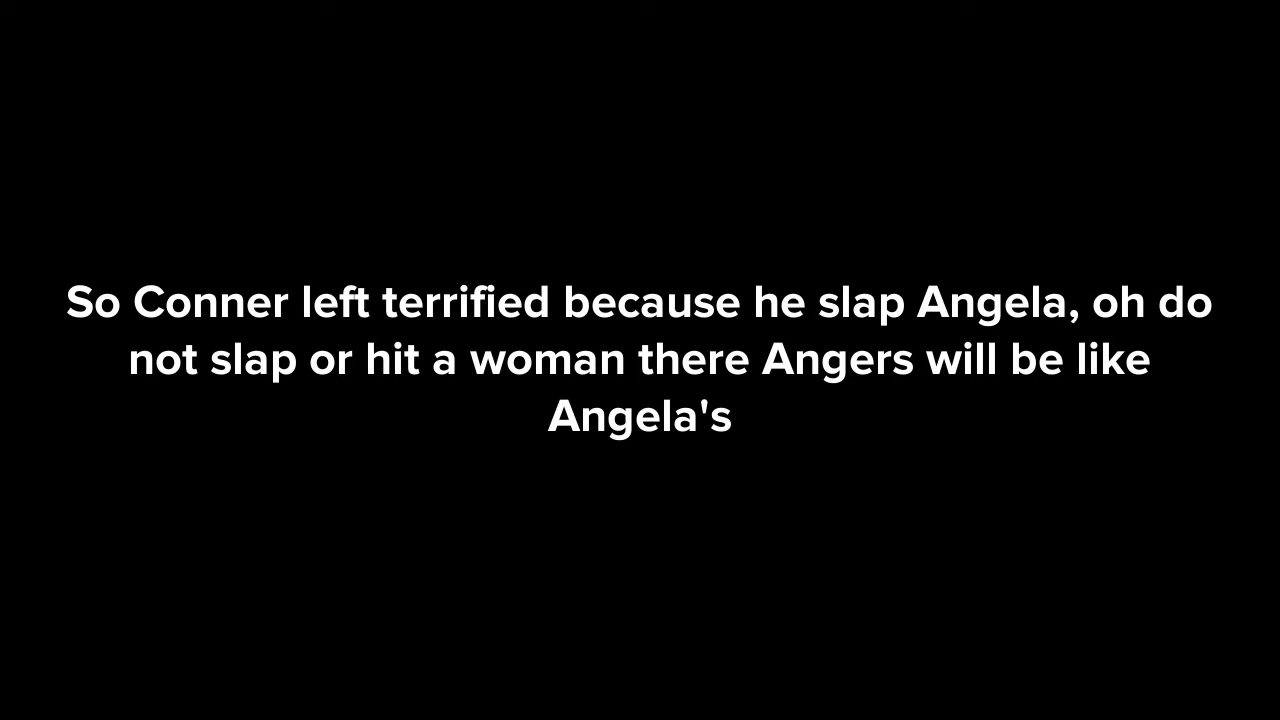 So Conner left terrified because he slap Angela, oh do
not slap or hit a woman there Angers will be like
Angela's